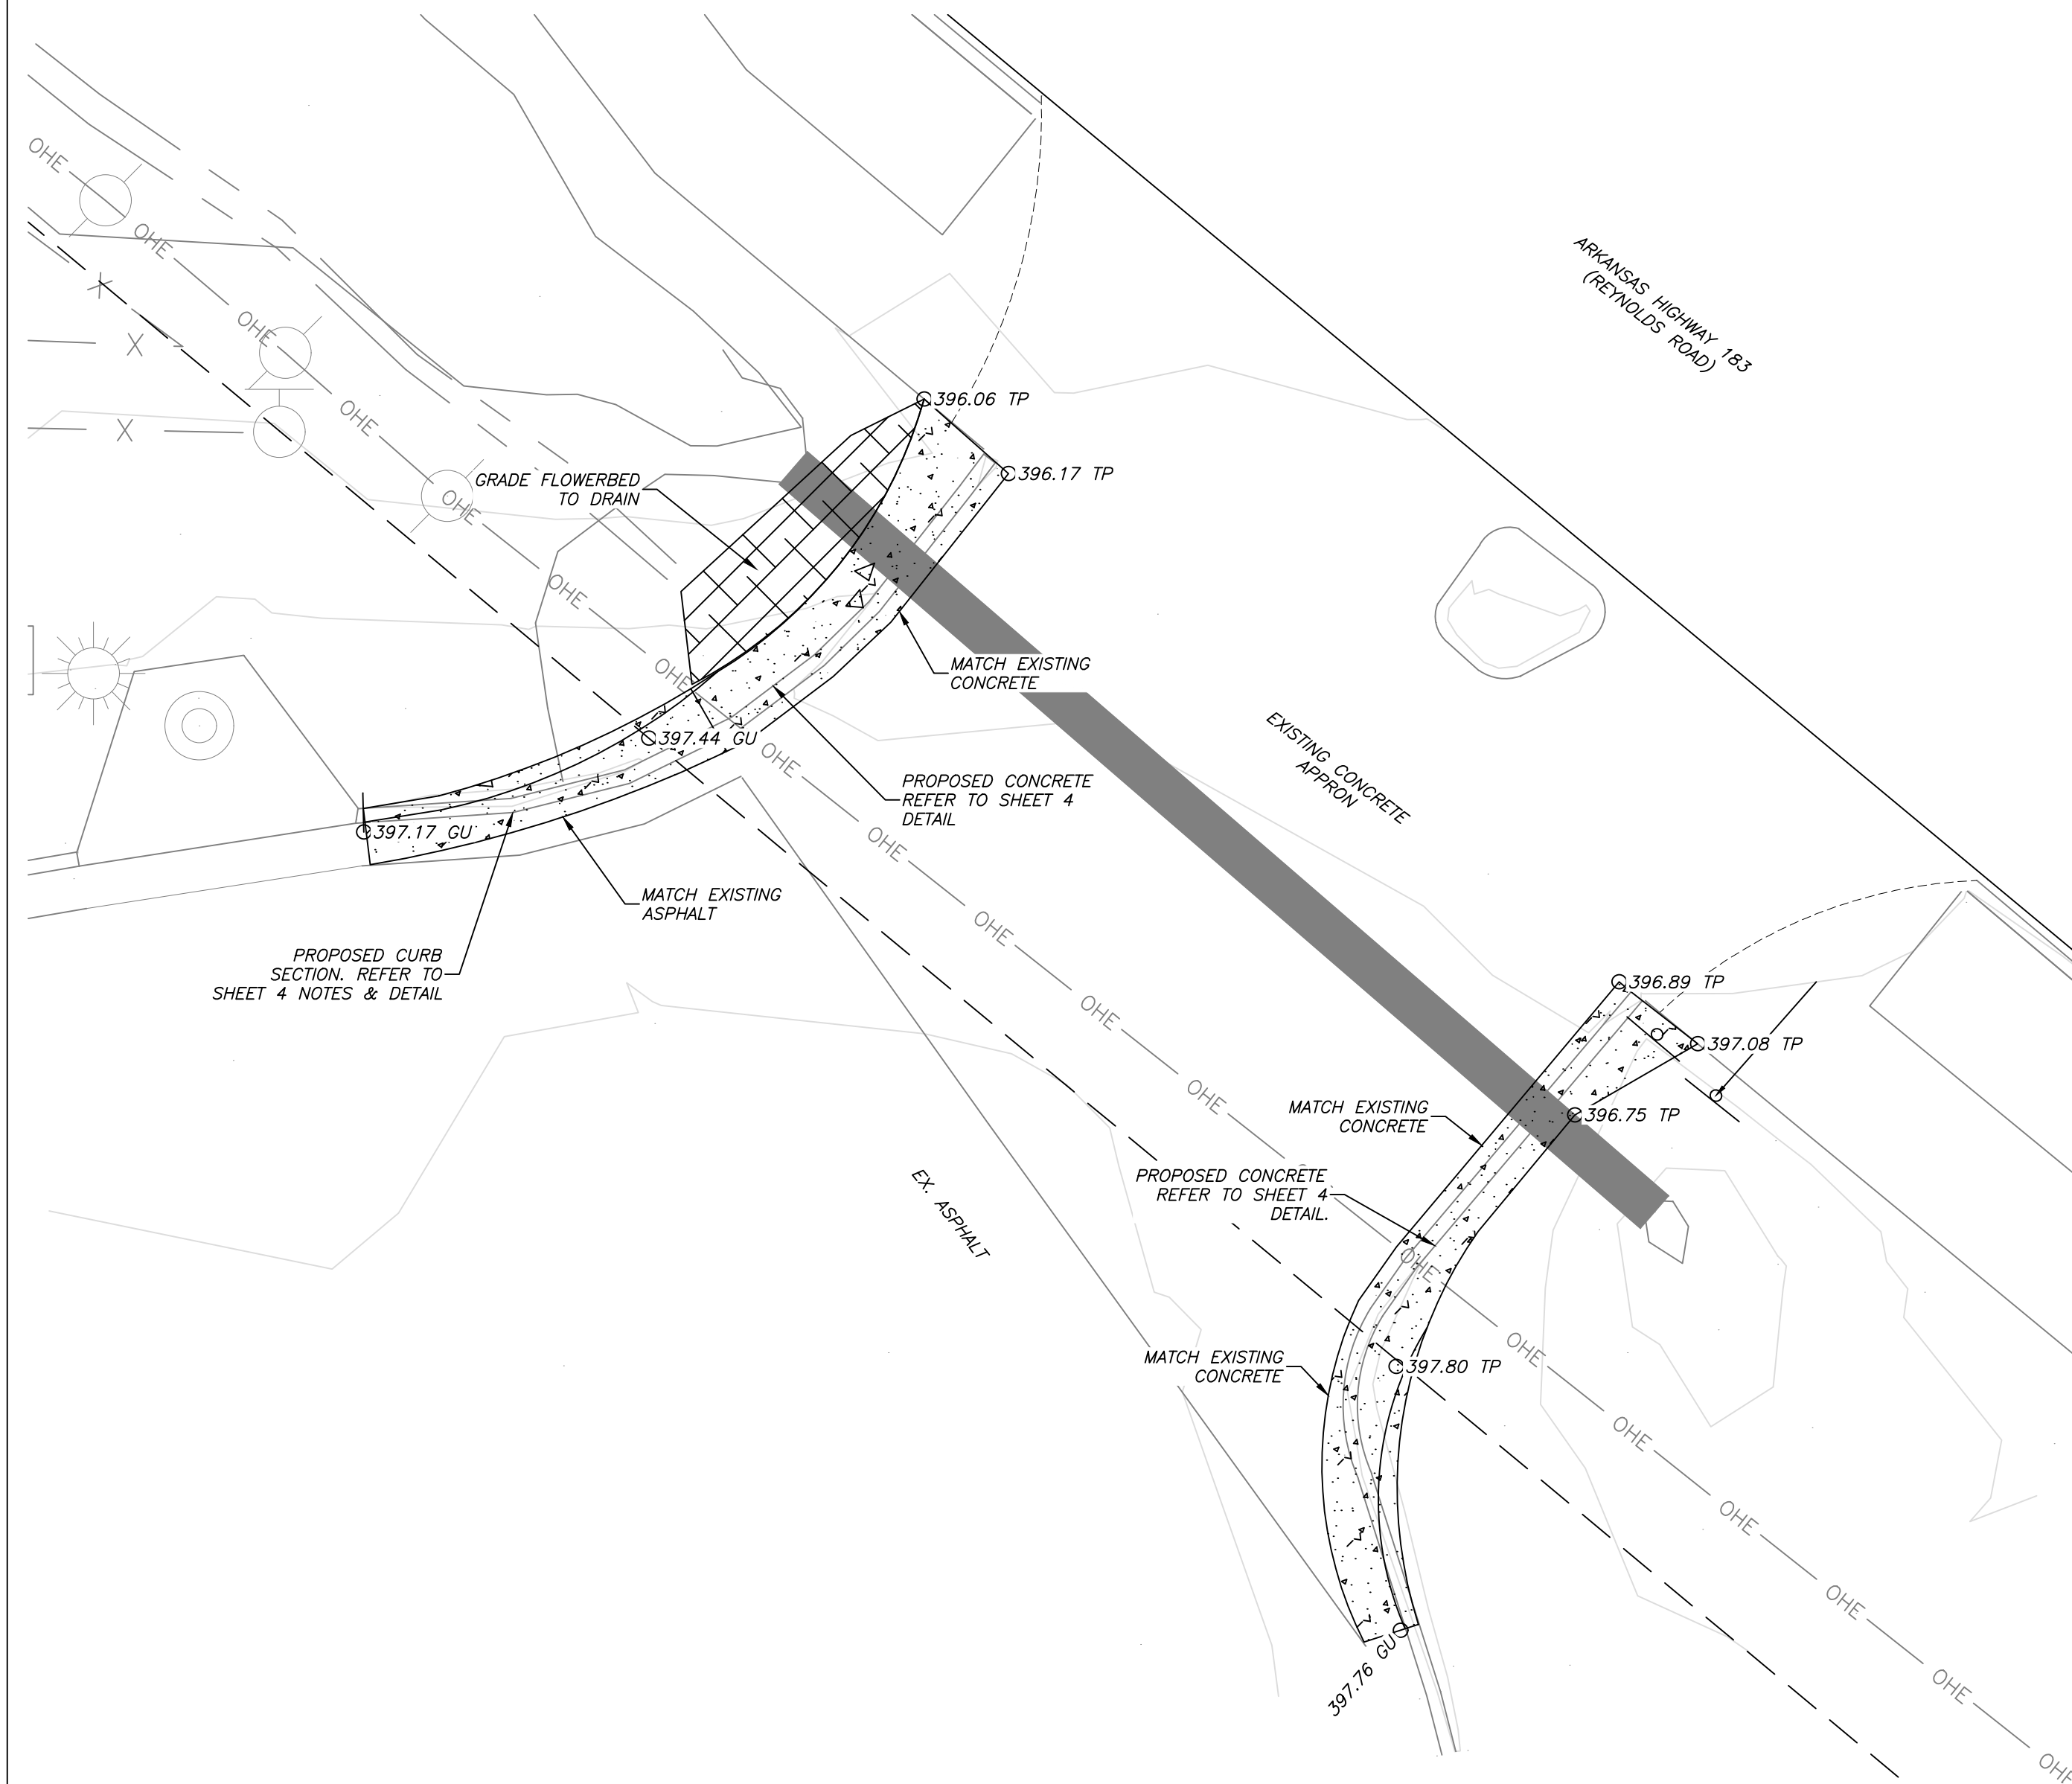 OHE
OHE
ARKANSAS HIGHWAY 183
(REYNOLDS ROAD)
X
OHE
X
396.06 TP
OHE
X
396.17 TP
GRADE FLOWERBED
TO DRAIN
OHE
OHE
MATCH EXISTING
CONCRETE
OHE
397.44 GU
EXISTING CONCRETE
APPRON
OHE
PROPOSED CONCRETE
REFER TO SHEET 4
DETAIL
397.17 GU
OHE
MATCH EXISTING
ASPHALT
OHE
PROPOSED CURB
SECTION. REFER TO
SHEET 4 NOTES & DETAIL
396.89 TP
OHE
397.08 TP
OHE
MATCH EXISTING
CONCRETE
396.75 TP
PROPOSED CONCRETE
REFER TO SHEET 4
DETAIL.
EX. ASPHALT
OHE
OHE
MATCH EXISTING
CONCRETE
397.80 TP
OHE
OHE
OHE
397.76 GU
OHE
OHE